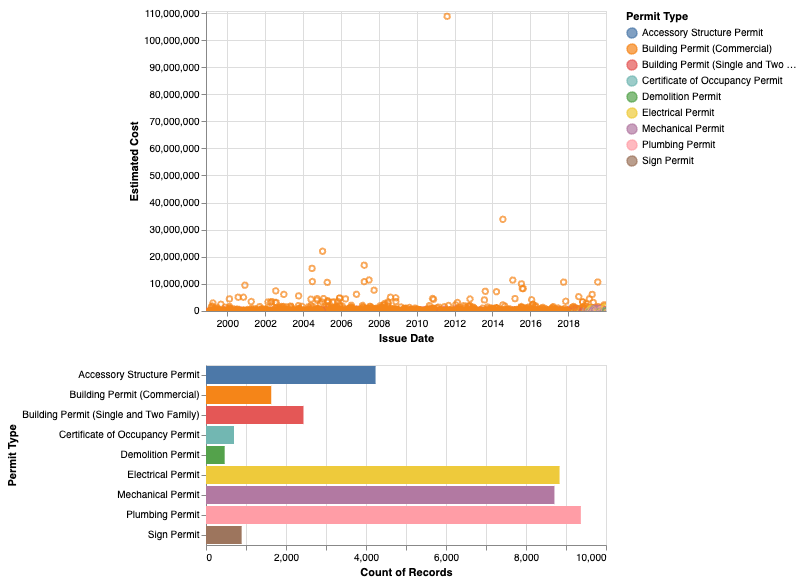 110,000,000
100,000,000
90,000,000
80,000,000
70,000,000
60,000,000
50,000,000
40,000,000
30,000,000
20,000,000
10,000,000
0
Estimated Cost
2000 2002 2004 2006 2008 2010 2012 2014 2016 2018
Issue Date
Permit Type
Accessory Structure Permit
Building Permit (Commercial)
Building Permit (Single and Two ...
Certificate of Occupancy Permit
Demolition Permit
Electrical Permit
Mechanical Permit
Plumbing Permit
Sign Permit
Permit Type
Accessory Structure Permit
Building Permit (Commercial)
Building Permit (Single and Two Family)
Certificate of Occupancy Permit
Demolition Permit
Electrical Permit
Mechanical Permit
Plumbing Permit
Sign Permit
0 2,000 4,000 6,000 8,000 10,000
Count of Records